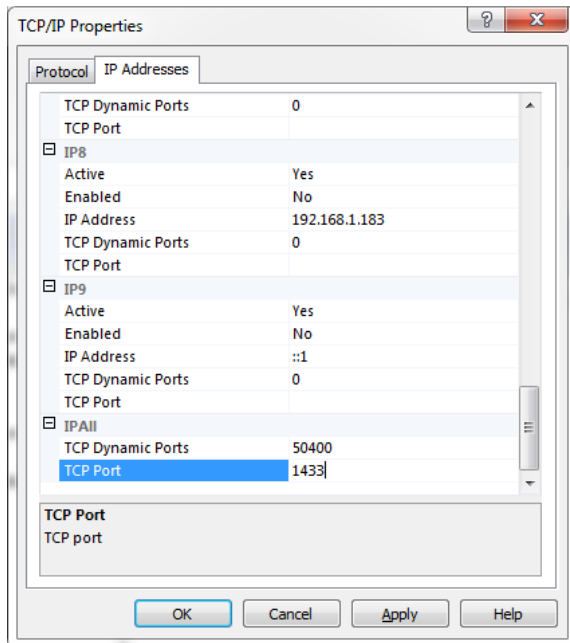 TCP/IP Properties
Protocol IP Addresses
TCP Dynamic Ports 0
TCP Port
IP8
Active Yes
Enabled No
IP Address 192.168.1.183
TCP Dynamic Ports 0
TCP Port
IP9
Active Yes
Enabled No
IP Address ::1
TCP Dynamic Ports 0
TCP Port
IPAll
TCP Dynamic Ports 50400
TCP Port 1433
TCP Port
TCP port
OK Cancel Apply Help